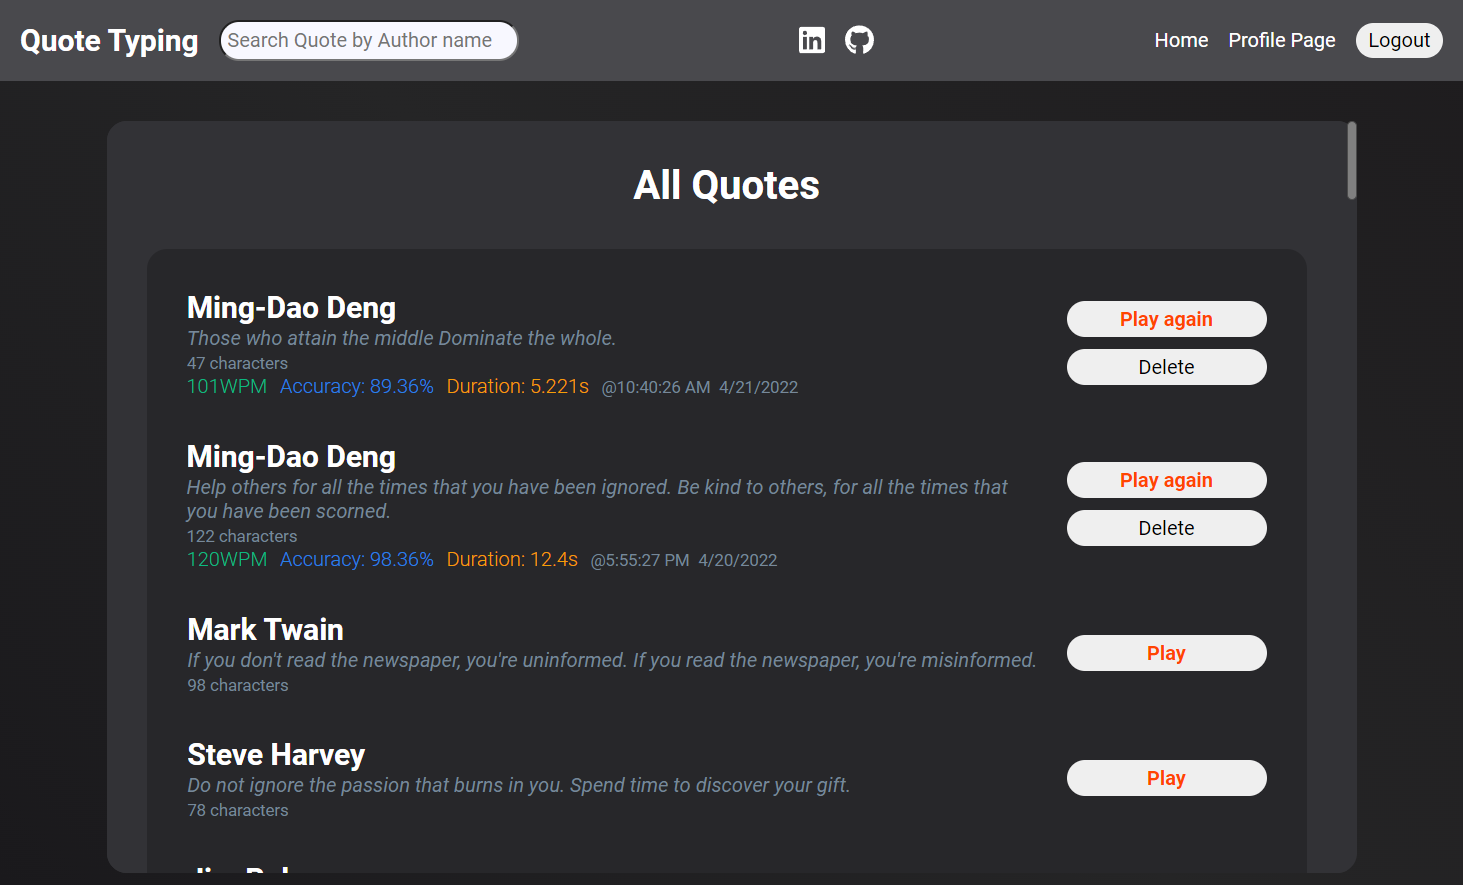 Quote Typing
Search Quote by Author name
Home
Profile Page
Logout
All Quotes
Ming-Dao Deng
Those who attain the middle Dominate the whole.
47 characters
101WPM Accuracy: 89.36% Duration: 5.221s @10:40:26 AM 4/21/2022
Play again
Delete
Ming-Dao Deng
Help others for all the times that you have been ignored. Be kind to others, for all the times that
you have been scorned.
122 characters
120WPM Accuracy: 98.36% Duration: 12.4s @5:55:27 PM 4/20/2022
Play again
Delete
Mark Twain
If you don't read the newspaper, you're uninformed. If you read the newspaper, you're misinformed.
98 characters
Play
Steve Harvey
Do not ignore the passion that burns in you. Spend time to discover your gift.
78 characters
Play